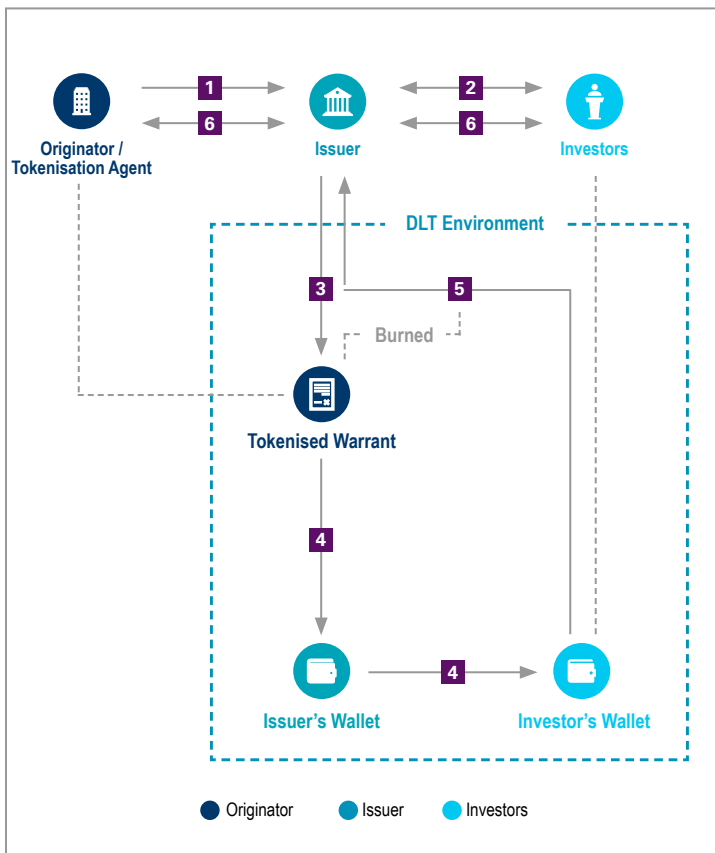 1
2
6
6
Originator /
Tokenisation Agent
Issuer
Investors
DLT Environment
3
5
Burned
Tokenised Warrant
4
4
Issuer's Wallet
Investor's Wallet
Originator
Issuer
Investors